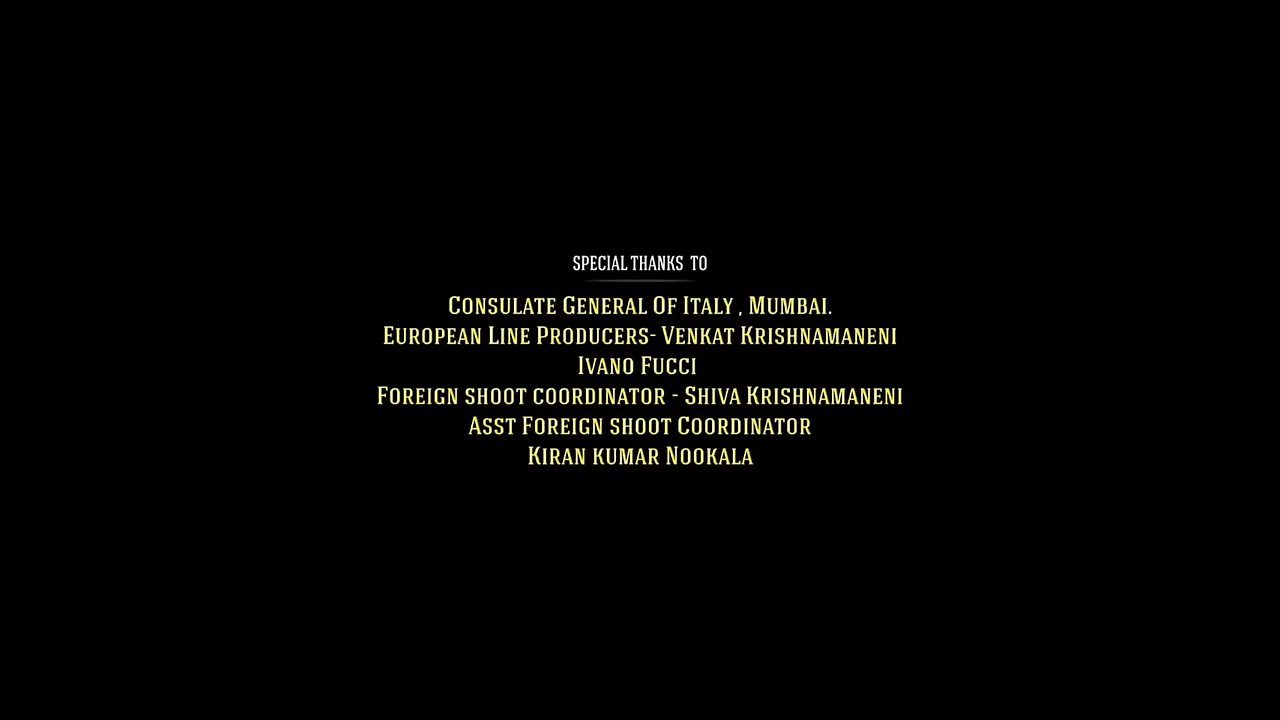 SPECIAL THANKS TO
CONSULATE GENERAL OF ITALY , MUMBAI.
EUROPEAN LINE PRODUCERS- VENKAT KRISHNAMANENI
IVANO FUCCI
FOREIGN SHOOT COORDINATOR - SHIVA KRISHNAMANENI
ASST FOREIGN SHOOT COORDINATOR
KIRAN KUMAR NOOKALA